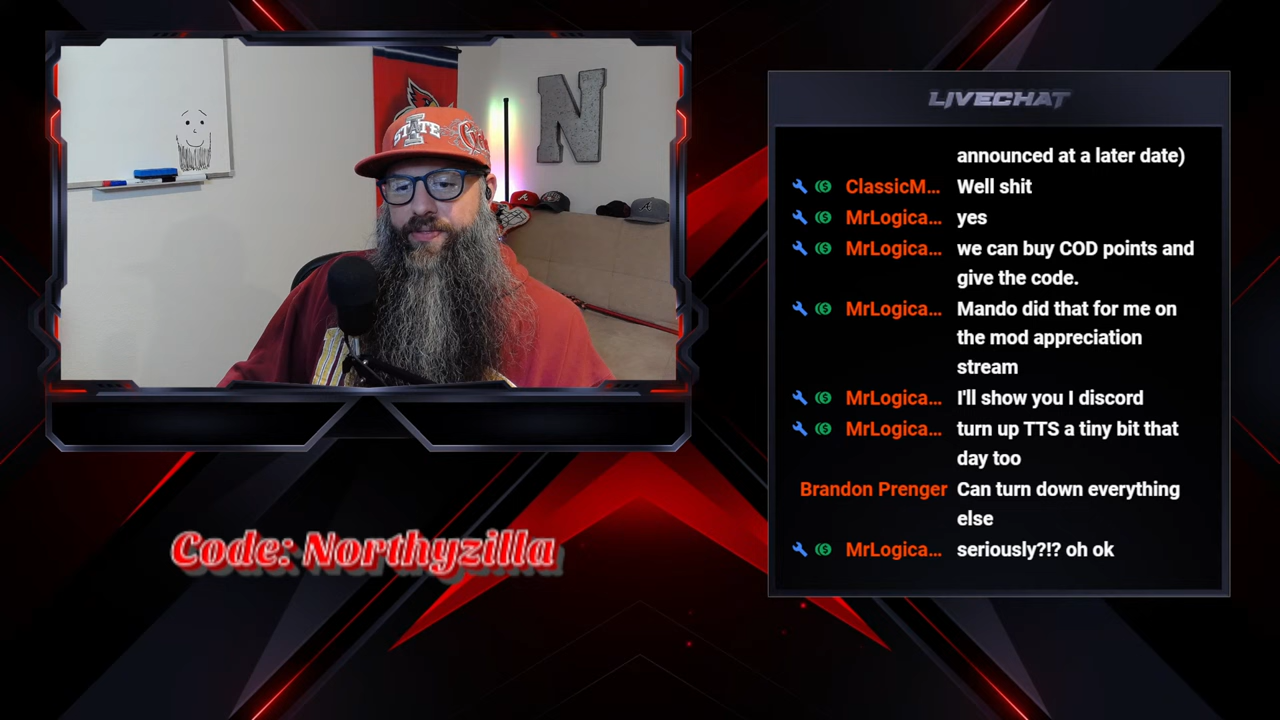 STATE
N
LIVECHAT
announced at a later date)
ClassicM... Well shit
MrLogica... yes
MrLogica... we can buy COD points and
give the code.
MrLogica... Mando did that for me on
the mod appreciation
stream
MrLogica... I'll show you I discord
MrLogica... turn up TTS a tiny bit that
day too
Brandon Prenger Can turn down everything
else
MrLogica... seriously?!? oh ok
Code: Northyzilla